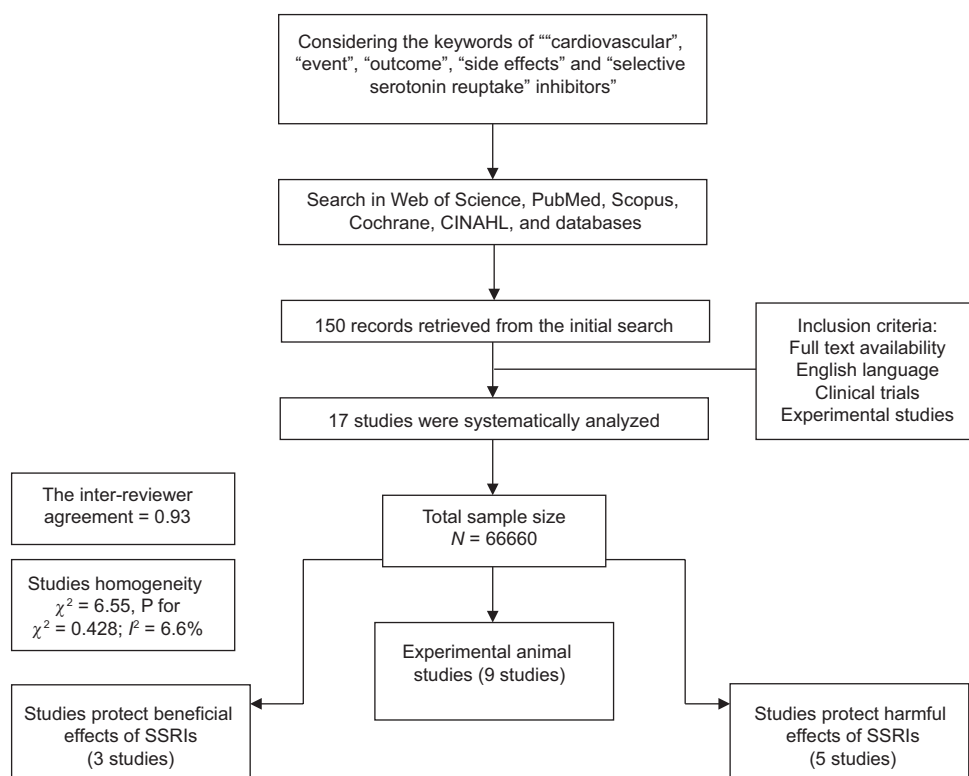 Considering the keywords of ““cardiovascular”,
“event”, “outcome”, “side effects” and “selective
serotonin reuptake” inhibitors”
Search in Web of Science, PubMed, Scopus,
Cochrane, CINAHL, and databases
150 records retrieved from the initial search
Inclusion criteria:
Full text availability
English language
Clinical trials
Experimental studies
17 studies were systematically analyzed
The inter-reviewer
agreement = 0.93
Total sample size
N = 66660
Studies homogeneity
χ² = 6.55, P for
χ² = 0.428; I² = 6.6%
Experimental animal
studies (9 studies)
Studies protect beneficial
effects of SSRIs
(3 studies)
Studies protect harmful
effects of SSRIs
(5 studies)